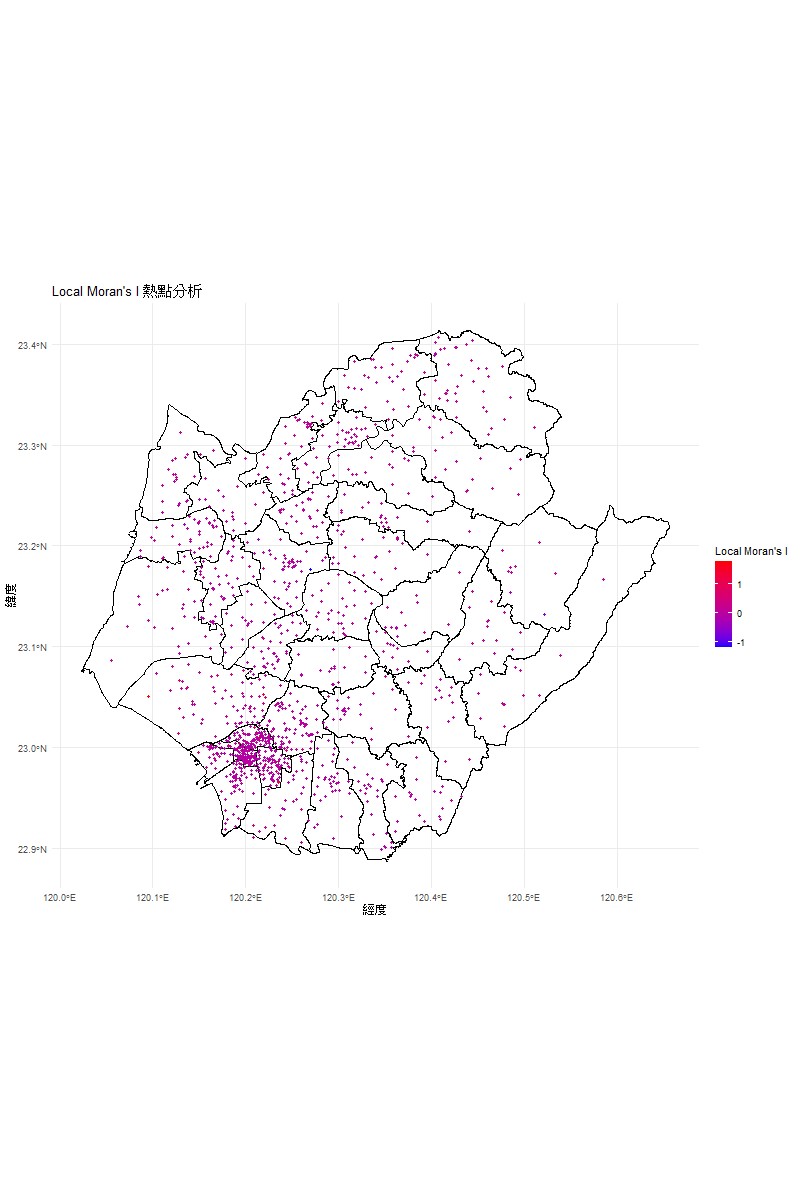 Local Moran's I 熱點分析
23.4°N
23.3°N
23.2°N
23.1°N
23.0°N
22.9°N
緯度
120.0°E
120.1°E
120.2°E
120.3°E
120.4°E
120.5°E
120.6°E
經度
Local Moran's I
1
0
-1